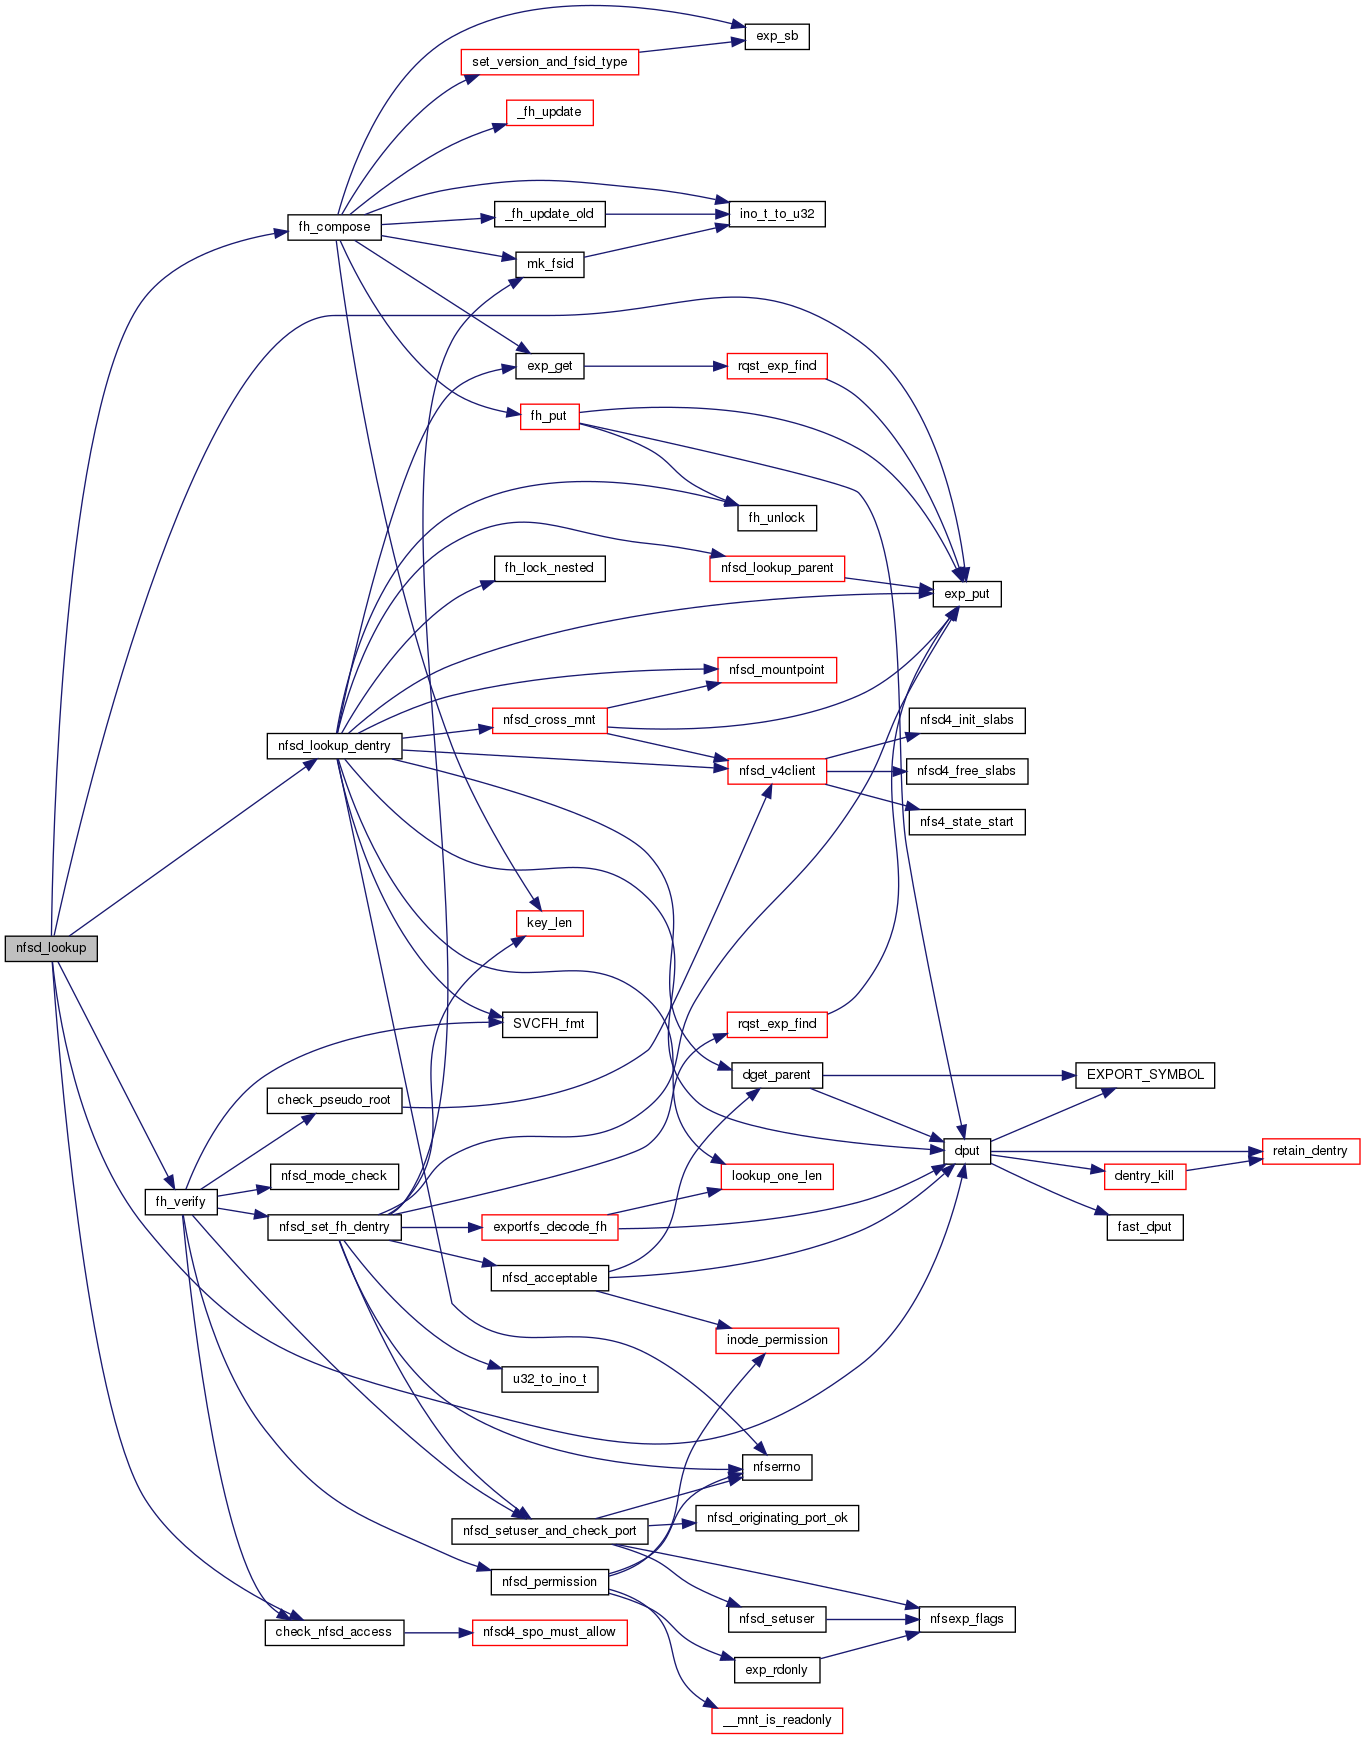 exp_sb
set_version_and_fsid_type
_fh_update
ino_t_to_u32
_fh_update_old
fh_compose
mk_fsid
exp_get
rqst_exp_find
fh_put
fh_unlock
fh_lock_nested
nfsd_lookup_parent
exp_put
nfsd_mountpoint
nfsd_cross_mnt
nfsd4_init_slabs
nfsd_lookup_dentry
nfsd_v4client
nfsd4_free_slabs
nfs4_state_start
key_len
nfsd_lookup
SVCFH_fmt
rqst_exp_find
dget_parent
EXPORT_SYMBOL
check_pseudo_root
dput
retain_dentry
nfsd_mode_check
lookup_one_len
dentry_kill
fh_verify
nfsd_set_fh_dentry
exportfs_decode_fh
fast_dput
nfsd_acceptable
inode_permission
u32_to_ino_t
nfserrno
nfsd_originating_port_ok
nfsd_setuser_and_check_port
nfsd_permission
nfsd_setuser
nfsexp_flags
check_nfsd_access
nfsd4_spo_must_allow
exp_rdonly
__mnt_is_readonly